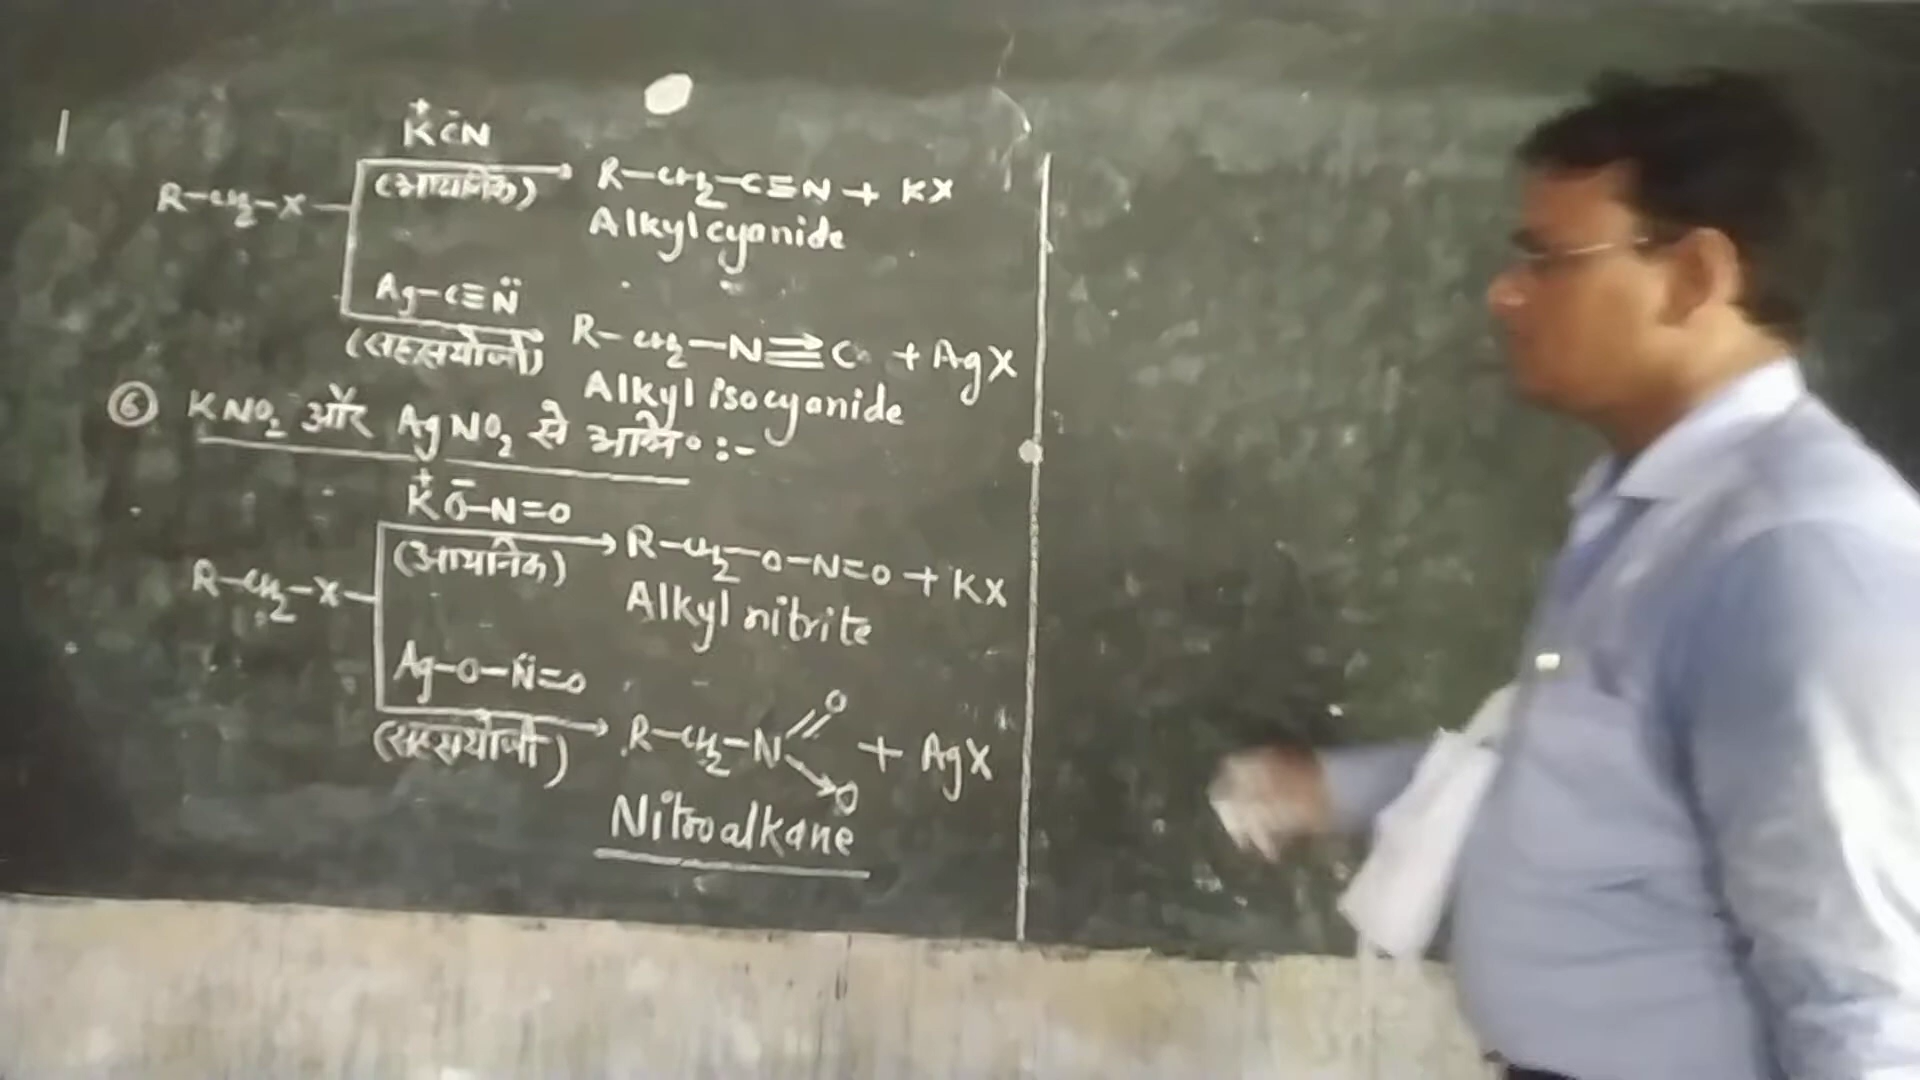 K⁺ C̄N
R-CH₂-X
(आयनिक)
R-CH₂-C≡N + KX
Alkyl cyanide
Ag-C≡N̈
(सहसंयोजी)
R-CH₂-N≡C + AgX
Alkyl isocyanide
⑥ KNO₂ और AgNO₂ से अभि॰ :-
K⁺ Ō-N=O
R-CH₂-X
(आयनिक)
R-CH₂-O-N=O + KX
Alkyl nitrite
Ag-O-N̈=O
(सहसंयोजी)
R-CH₂-N
O
O
+ AgX
Nitroalkane